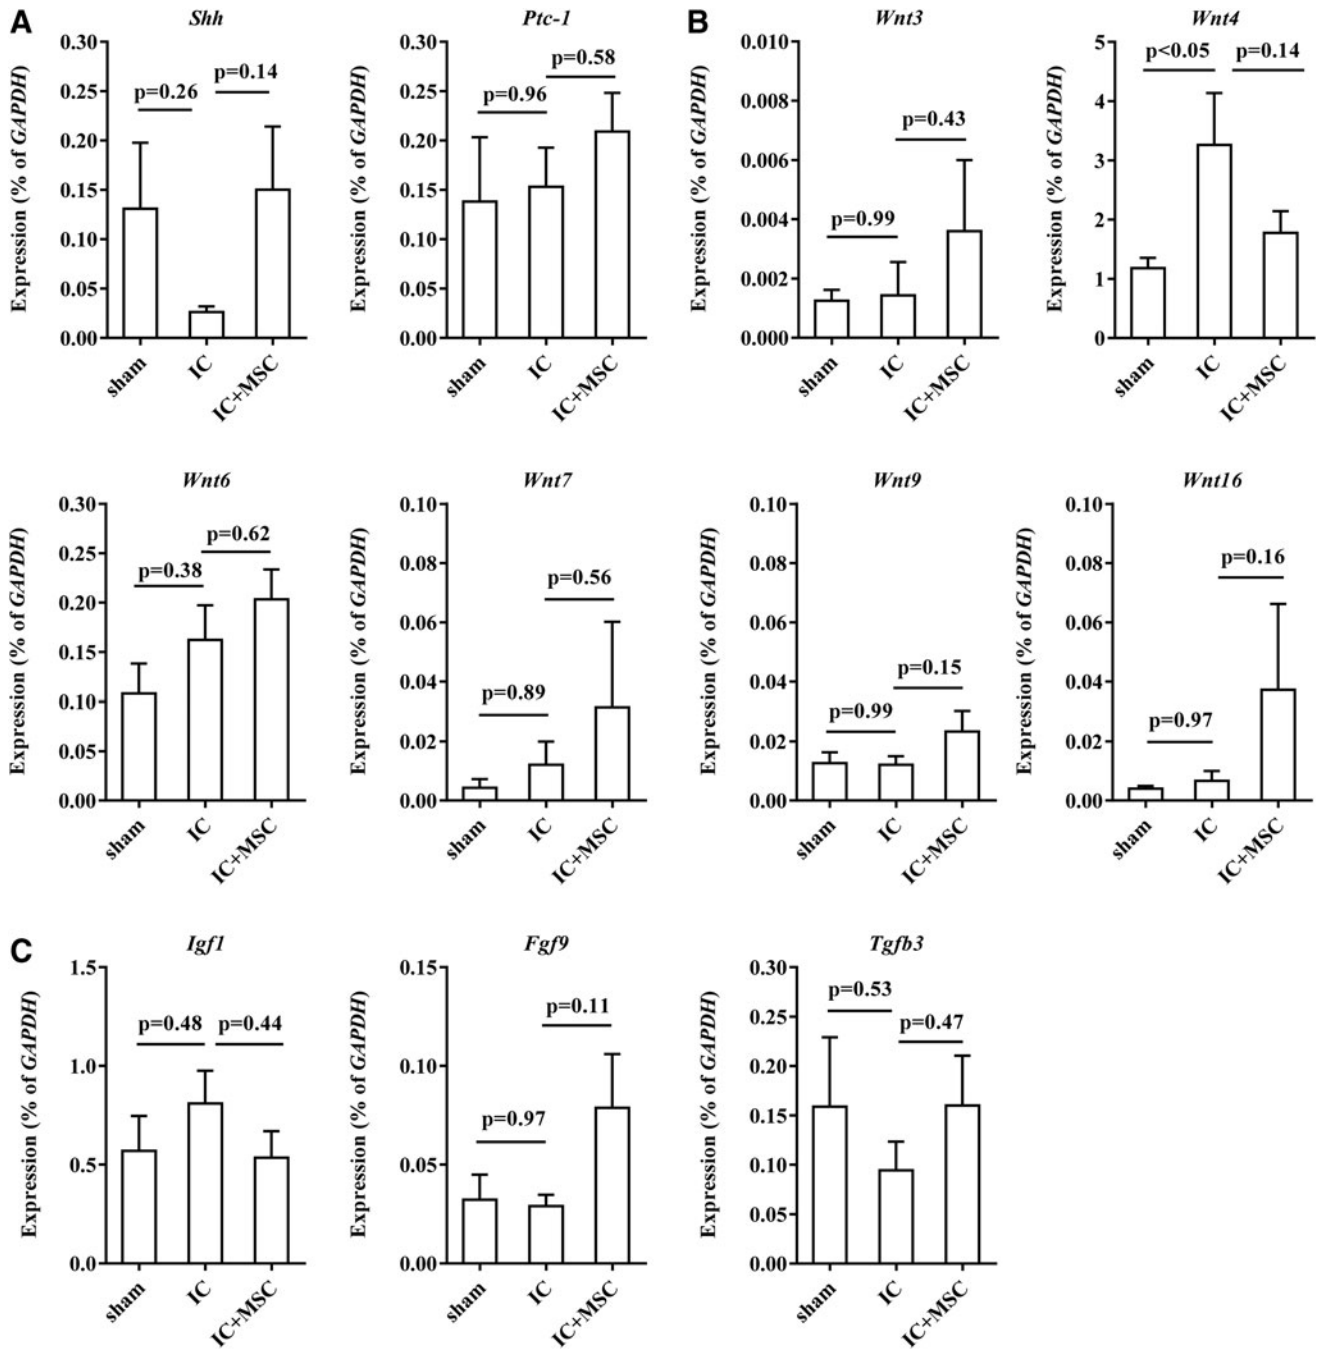 A
Shh
Expression (% of GAPDH)
0.30
0.25
0.20
0.15
0.10
0.05
0.00
p=0.26
p=0.14
sham
IC
IC+MSC
Ptc-1
Expression (% of GAPDH)
0.30
0.25
0.20
0.15
0.10
0.05
0.00
p=0.96
p=0.58
sham
IC
IC+MSC
B
Wnt3
Expression (% of GAPDH)
0.010
0.008
0.006
0.004
0.002
0.000
p=0.99
p=0.43
sham
IC
IC+MSC
Wnt4
Expression (% of GAPDH)
5
4
3
2
1
0
p<0.05
p=0.14
sham
IC
IC+MSC
Wnt6
Expression (% of GAPDH)
0.30
0.25
0.20
0.15
0.10
0.05
0.00
p=0.38
p=0.62
sham
IC
IC+MSC
Wnt7
Expression (% of GAPDH)
0.10
0.08
0.06
0.04
0.02
0.00
p=0.89
p=0.56
sham
IC
IC+MSC
Wnt9
Expression (% of GAPDH)
0.10
0.08
0.06
0.04
0.02
0.00
p=0.99
p=0.15
sham
IC
IC+MSC
Wnt16
Expression (% of GAPDH)
0.10
0.08
0.06
0.04
0.02
0.00
p=0.97
p=0.16
sham
IC
IC+MSC
C
Igf1
Expression (% of GAPDH)
1.5
1.0
0.5
0.0
p=0.48
p=0.44
sham
IC
IC+MSC
Fgf9
Expression (% of GAPDH)
0.15
0.10
0.05
0.00
p=0.97
p=0.11
sham
IC
IC+MSC
Tgfb3
Expression (% of GAPDH)
0.30
0.25
0.20
0.15
0.10
0.05
0.00
p=0.53
p=0.47
sham
IC
IC+MSC